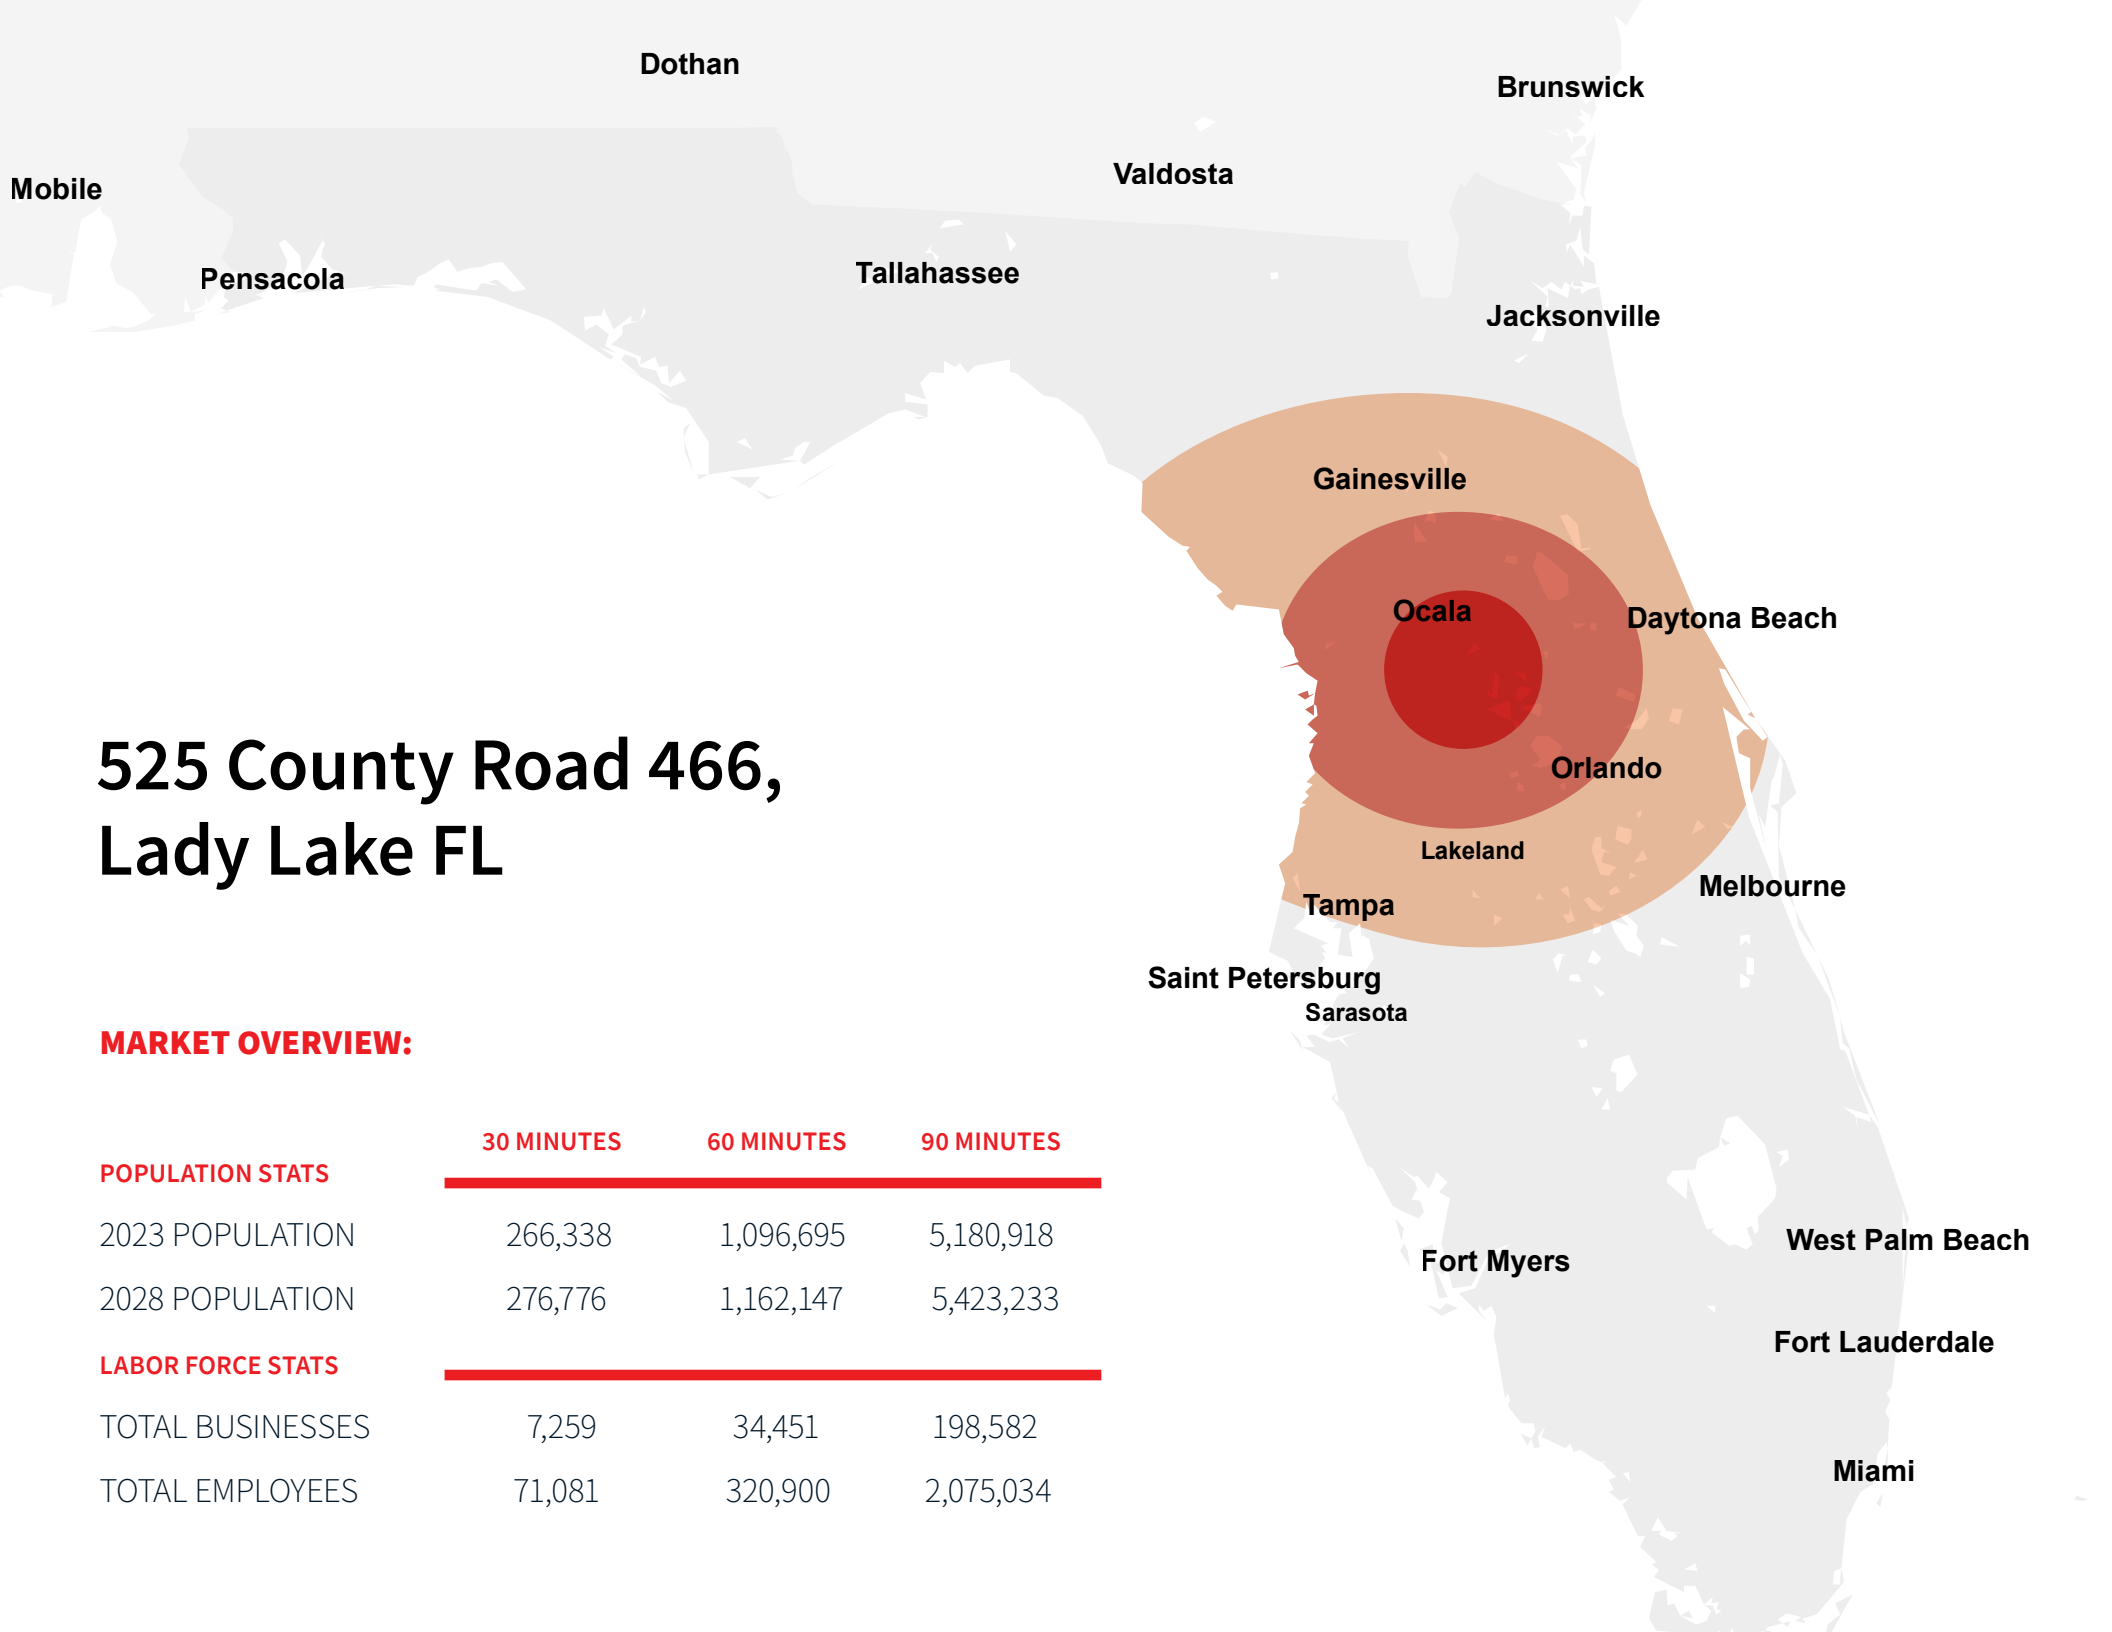 Dothan
Brunswick
Valdosta
Mobile
Pensacola
Tallahassee
Jacksonville
Gainesville
Ocala
Daytona Beach
Orlando
Lakeland
Melbourne
Tampa
Saint Petersburg
Sarasota
West Palm Beach
Fort Myers
Fort Lauderdale
Miami
525 County Road 466,
Lady Lake FL
MARKET OVERVIEW:
30 MINUTES 60 MINUTES 90 MINUTES
POPULATION STATS
2023 POPULATION 266,338 1,096,695 5,180,918
2028 POPULATION 276,776 1,162,147 5,423,233
LABOR FORCE STATS
TOTAL BUSINESSES 7,259 34,451 198,582
TOTAL EMPLOYEES 71,081 320,900 2,075,034